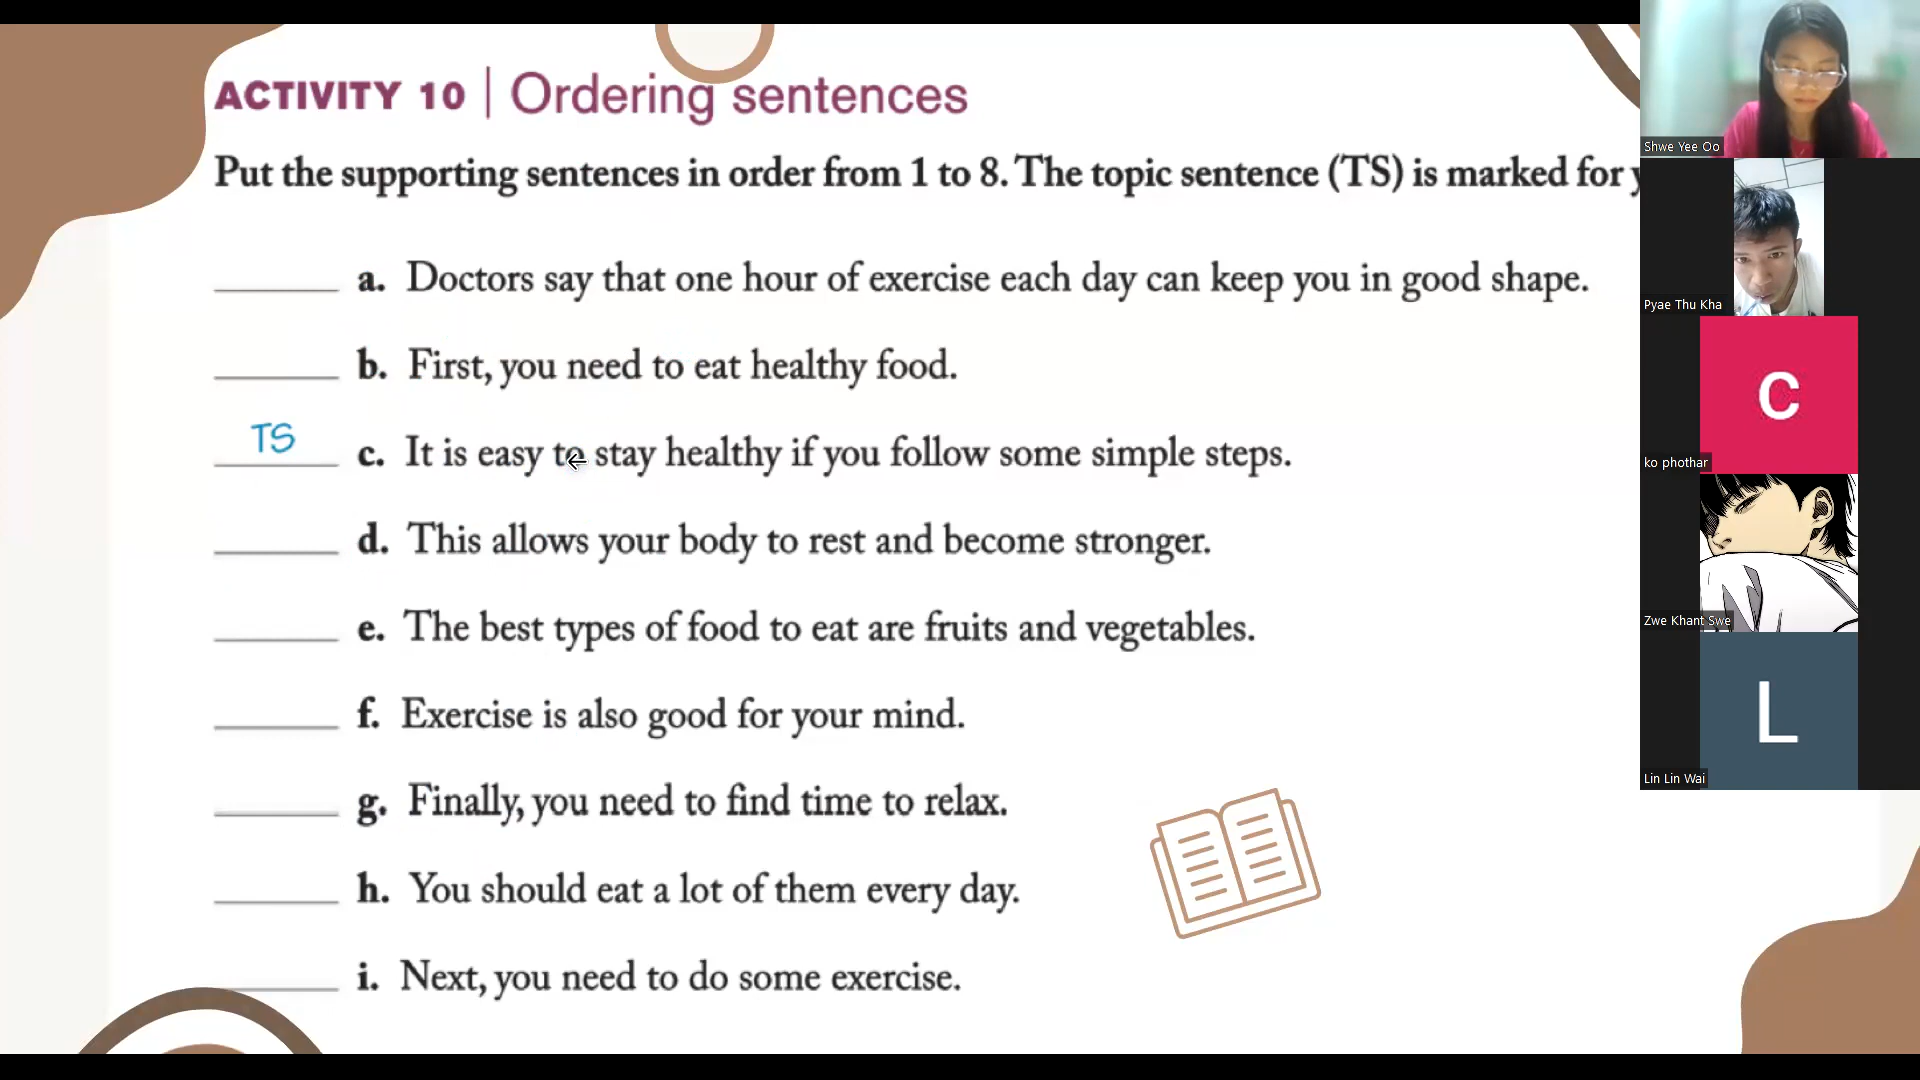 ACTIVITY 10 | Ordering sentences
Put the supporting sentences in order from 1 to 8. The topic sentence (TS) is marked for
a. Doctors say that one hour of exercise each day can keep you in good shape.
b. First, you need to eat healthy food.
TS c. It is easy to stay healthy if you follow some simple steps.
d. This allows your body to rest and become stronger.
e. The best types of food to eat are fruits and vegetables.
f. Exercise is also good for your mind.
g. Finally, you need to find time to relax.
h. You should eat a lot of them every day.
i. Next, you need to do some exercise.
Shwe Yee Oo
Pyae Thu Kha
C
ko phothar
Zwe Khant Swe
L
Lin Lin Wai